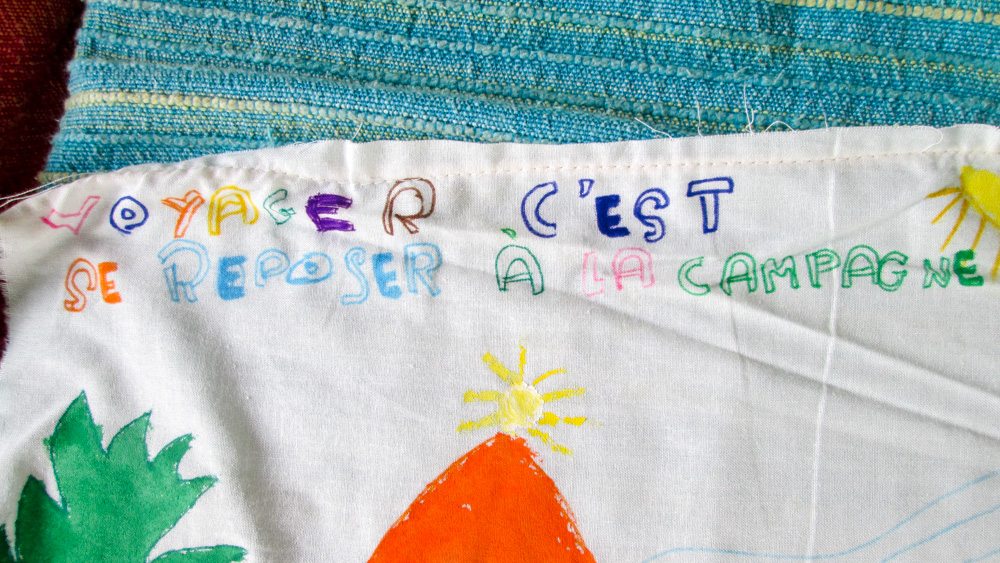 VOYAGER C'EST
SE REPOSER À LA CAMPAGNE